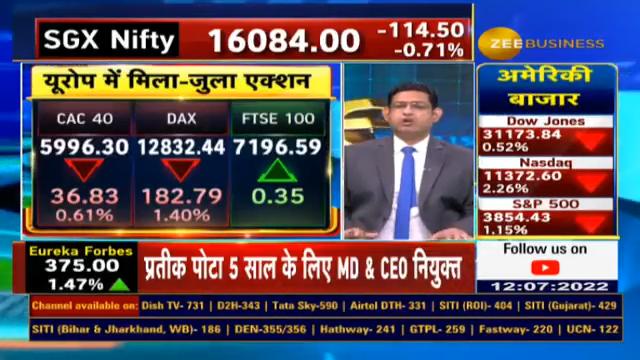 SGX Nifty 16084.00 -114.50
-0.71%
ZEE BUSINESS
यूरोप में मिला-जुला एक्शन
CAC 40 DAX FTSE 100
5996.30 12832.44 7196.59
36.83 182.79 0.35
0.61% 1.40%
अमेरिकी
बाजार
Dow Jones
31173.84
0.52%
Nasdaq
11372.60
2.26%
S&P 500
3854.43
1.15%
Eureka Forbes
375.00
1.47%
प्रतीक पोटा 5 साल के लिए MD & CEO नियुक्त
Follow us on
12:07:2022
Channel available on: Dish TV- 731 | D2H-343 | Tata Sky-590 | Airtel DTH- 331 | SITI (ROI)- 404 | SITI (Gujarat)- 429
SITI (Bihar & Jharkhand, WB)- 186 | DEN-355/356 | Hathway- 241 | GTPL- 259 | Fastway- 220 | UCN- 122